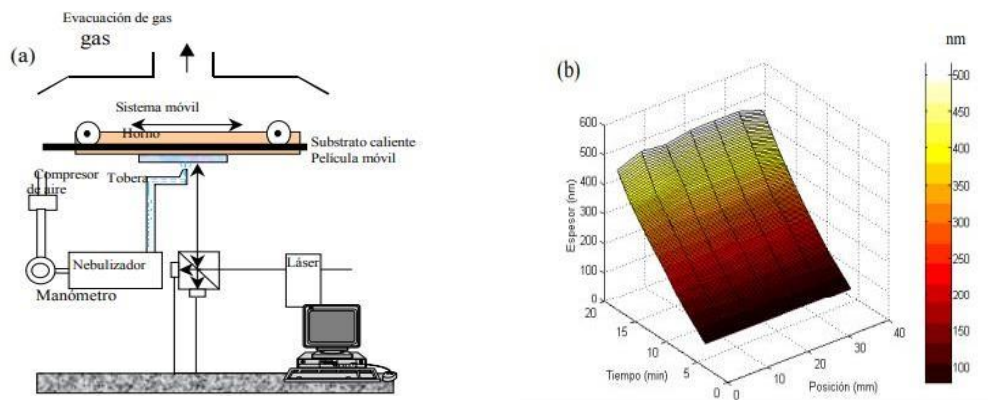 Evacuación de gas
gas
(a)
Sistema móvil
Horno
Substrato caliente
Película móvil
Compresor
de aire
Tobera
Nebulizador
Manómetro
Láser
(b)
nm
600
500
400
300
200
100
0
Espesor (nm)
20
15
10
5
0
Tiempo (min)
0
10
20
30
40
Posición (mm)
500
450
400
350
300
250
200
150
100